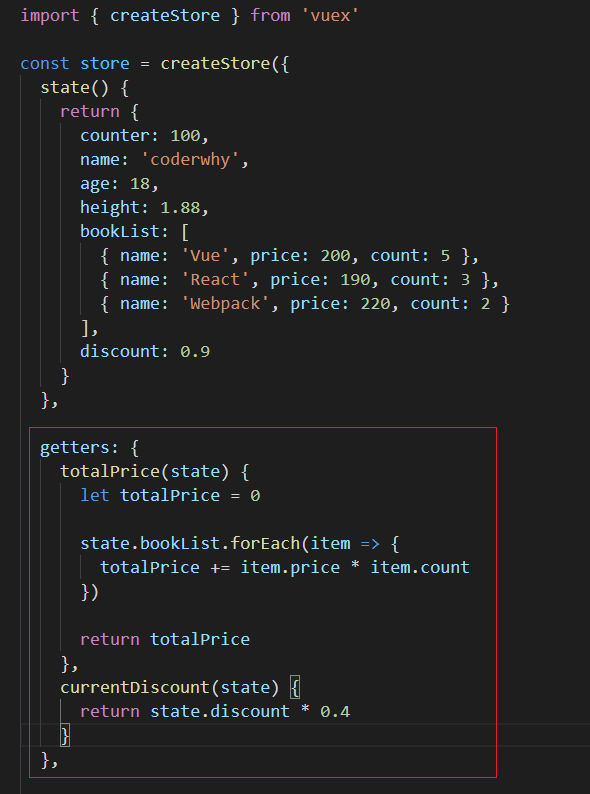 import { createStore } from 'vuex'
const store = createStore({
state() {
return {
counter: 100,
name: 'coderwhy',
age: 18,
height: 1.88,
bookList: [
{ name: 'Vue', price: 200, count: 5 },
{ name: 'React', price: 190, count: 3 },
{ name: 'Webpack', price: 220, count: 2 }
],
discount: 0.9
}
},
getters: {
totalPrice(state) {
let totalPrice = 0
state.bookList.forEach(item => {
totalPrice += item.price * item.count
})
return totalPrice
},
currentDiscount(state) {
return state.discount * 0.4
}
},